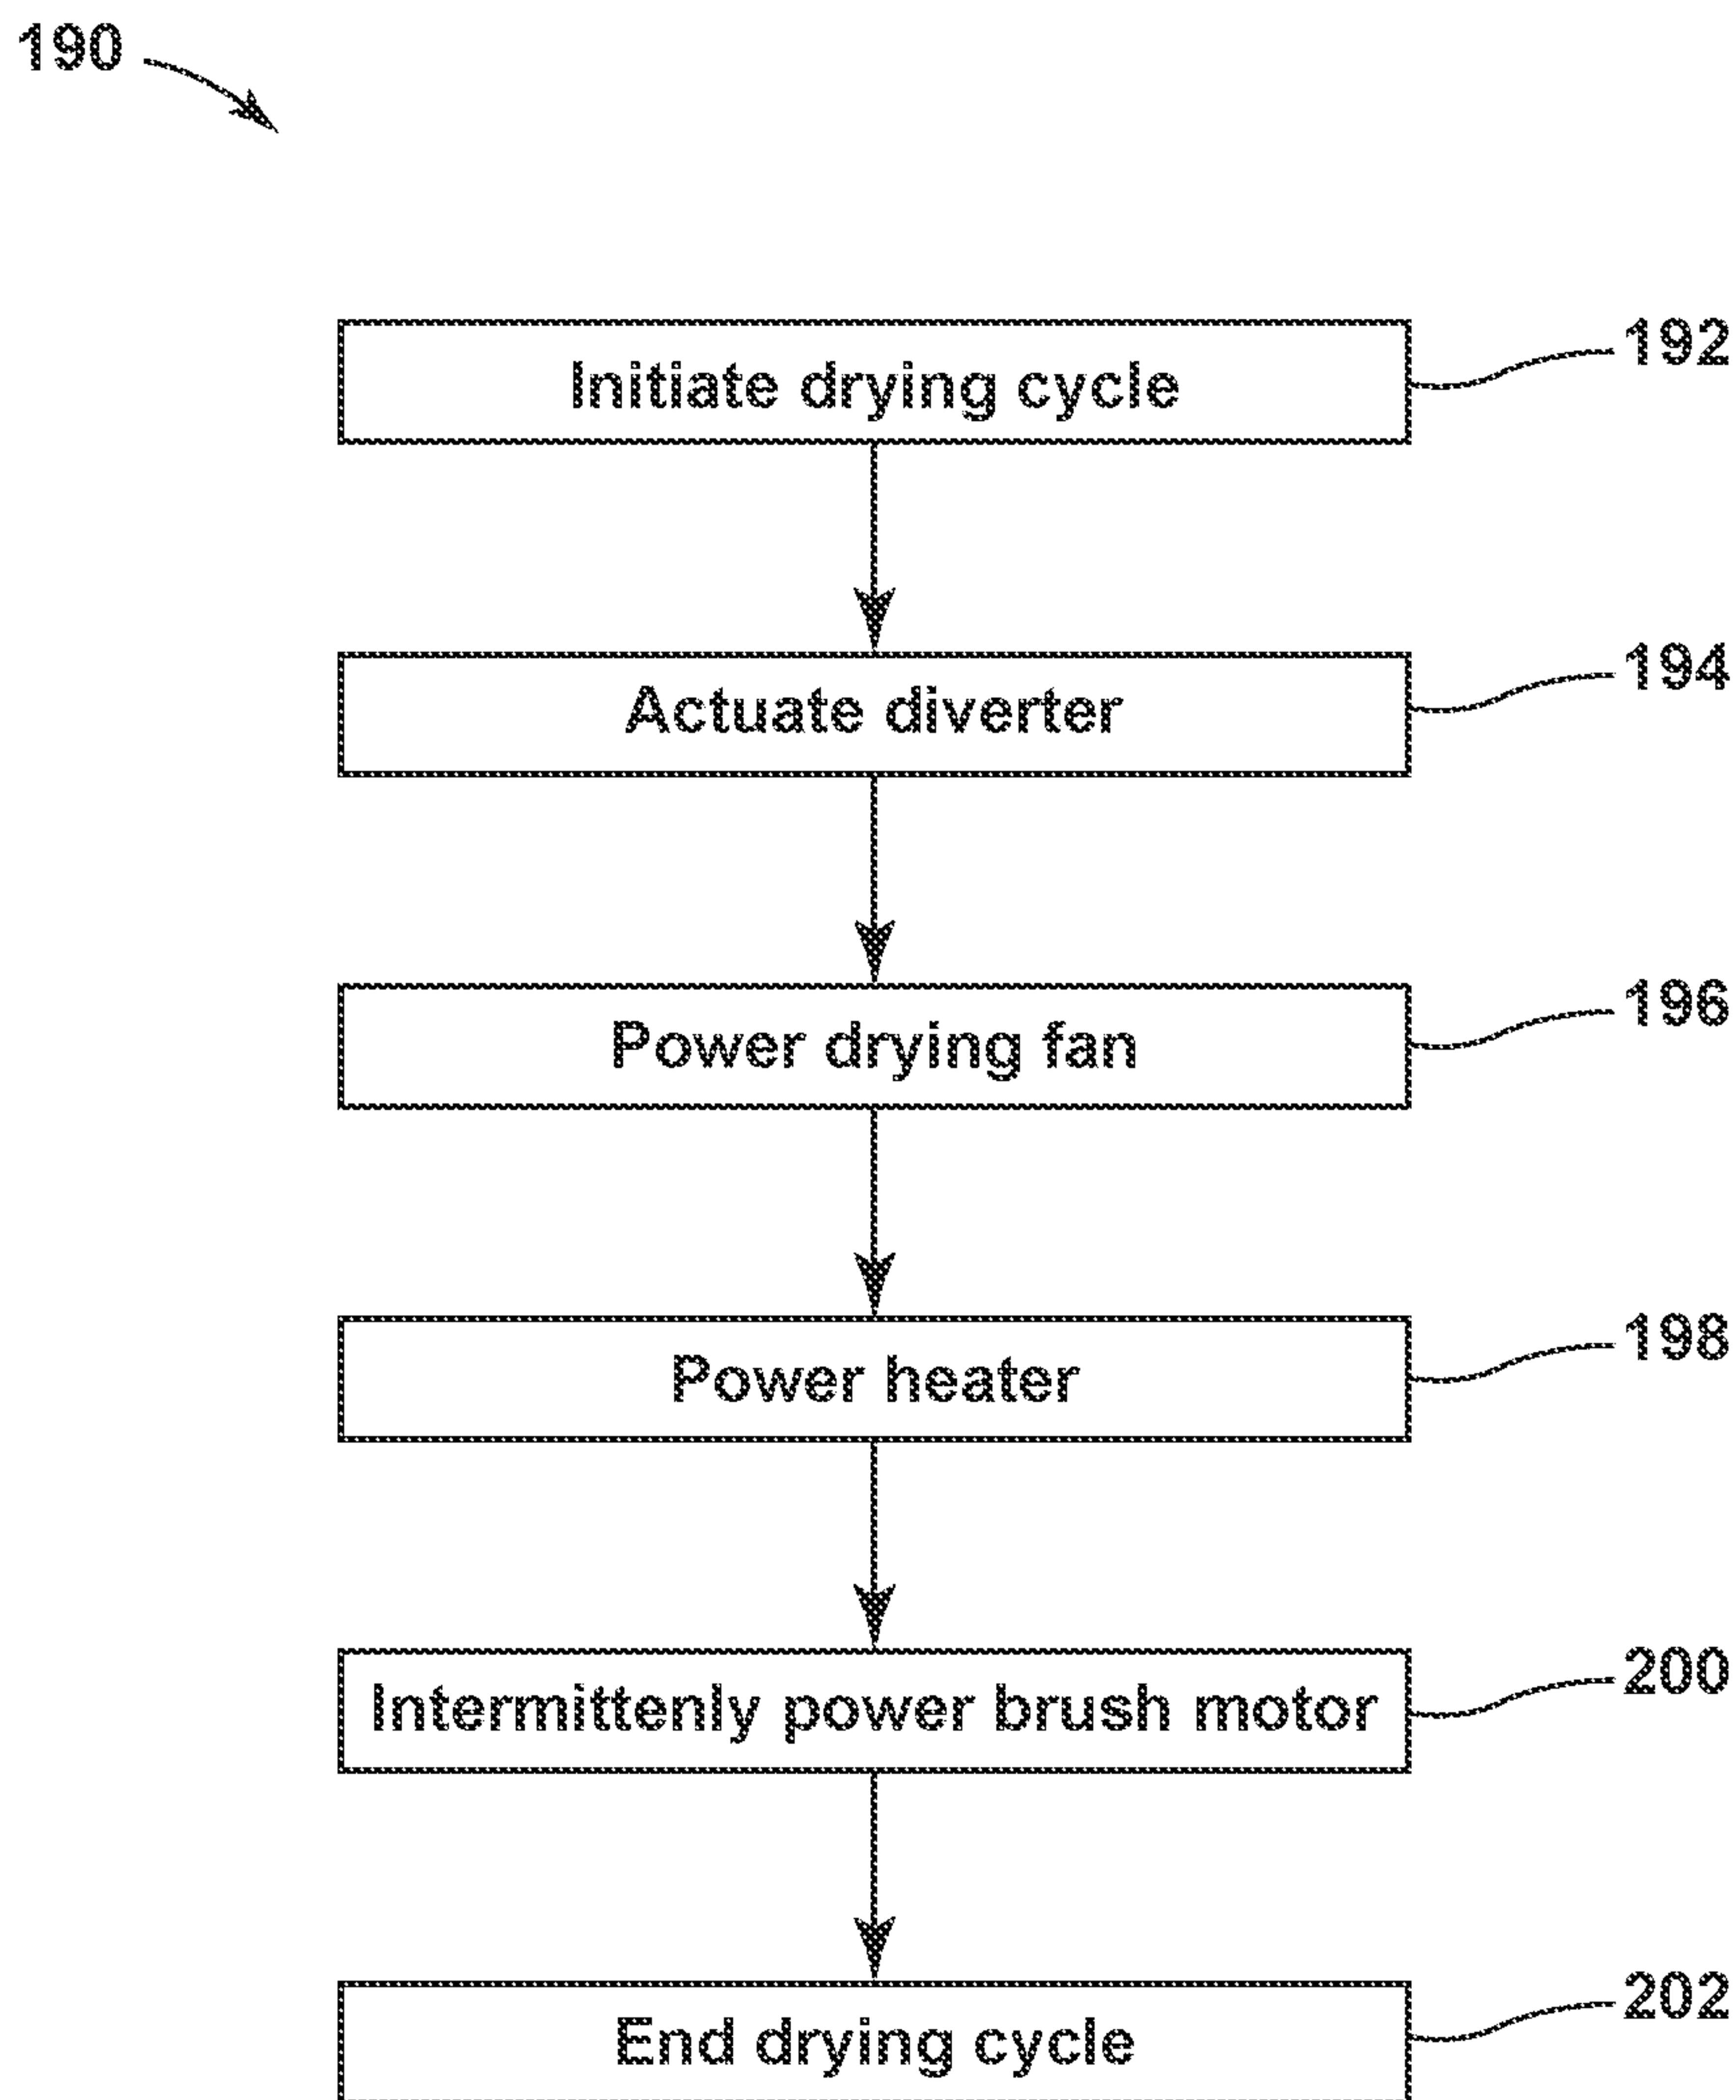 190
Initiate drying cycle
192
Actuate diverter
194
Power drying fan
196
Power heater
198
Intermittenly power brush motor
200
End drying cycle
202